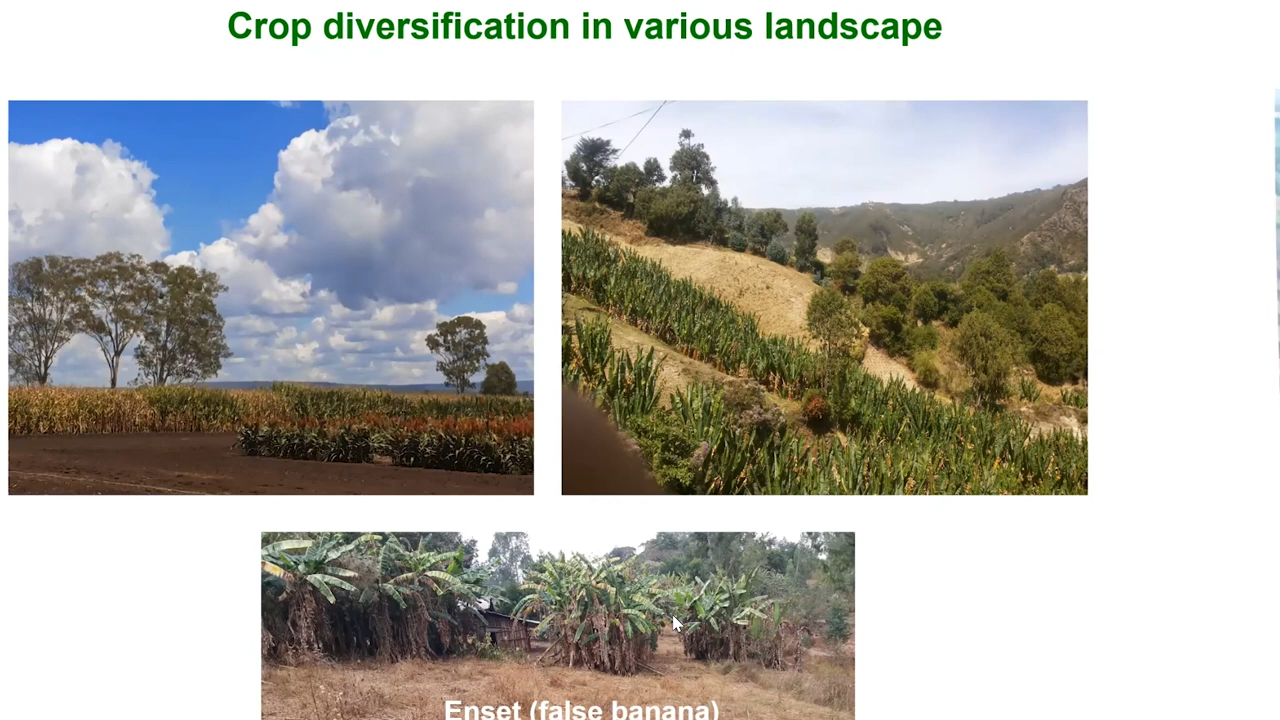 Crop diversification in various landscape
Enset (false banana)